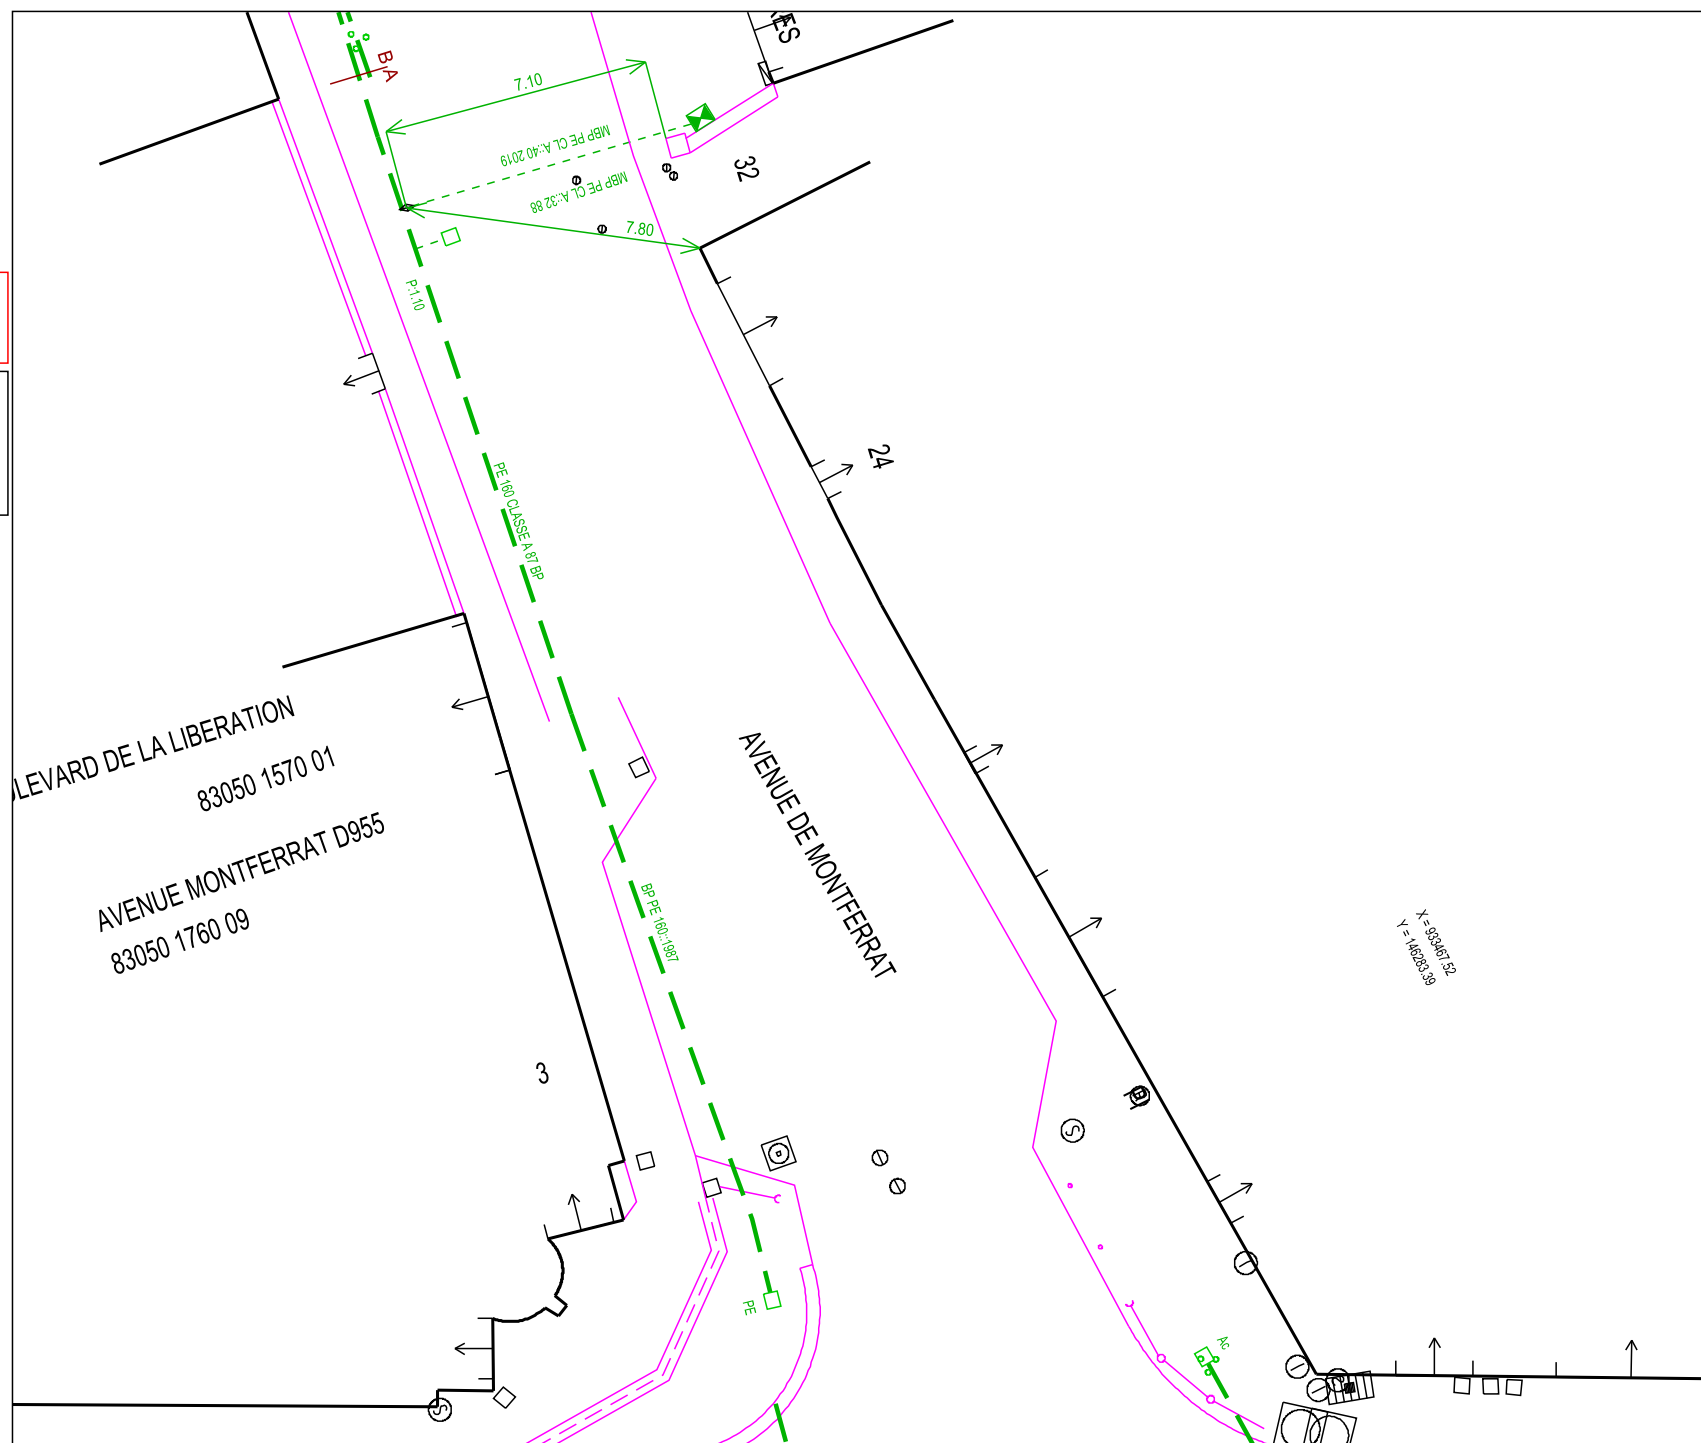 B A
7.10
MBP PE CL A::40 2019
MBP PE CL A::32 88
32
7.80
P:1.10
24
PE 160 CLASSE A 87 BP
LEVARD DE LA LIBERATION
83050 1570 01
AVENUE MONTFERRAT D955
83050 1760 09
AVENUE DE MONTFERRAT
BP PE 160::1987
X = 933467.52
Y = 146283.39
3
S
PE
Ac
S